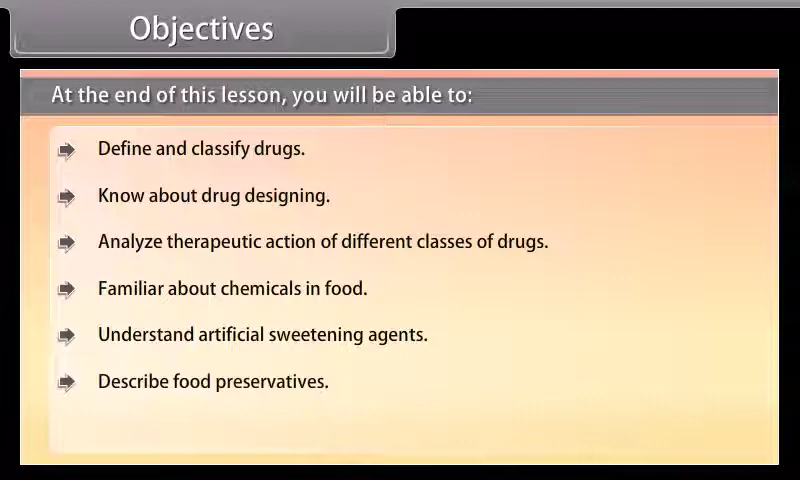 Objectives
At the end of this lesson, you will be able to:
Define and classify drugs.
Know about drug designing.
Analyze therapeutic action of different classes of drugs.
Familiar about chemicals in food.
Understand artificial sweetening agents.
Describe food preservatives.